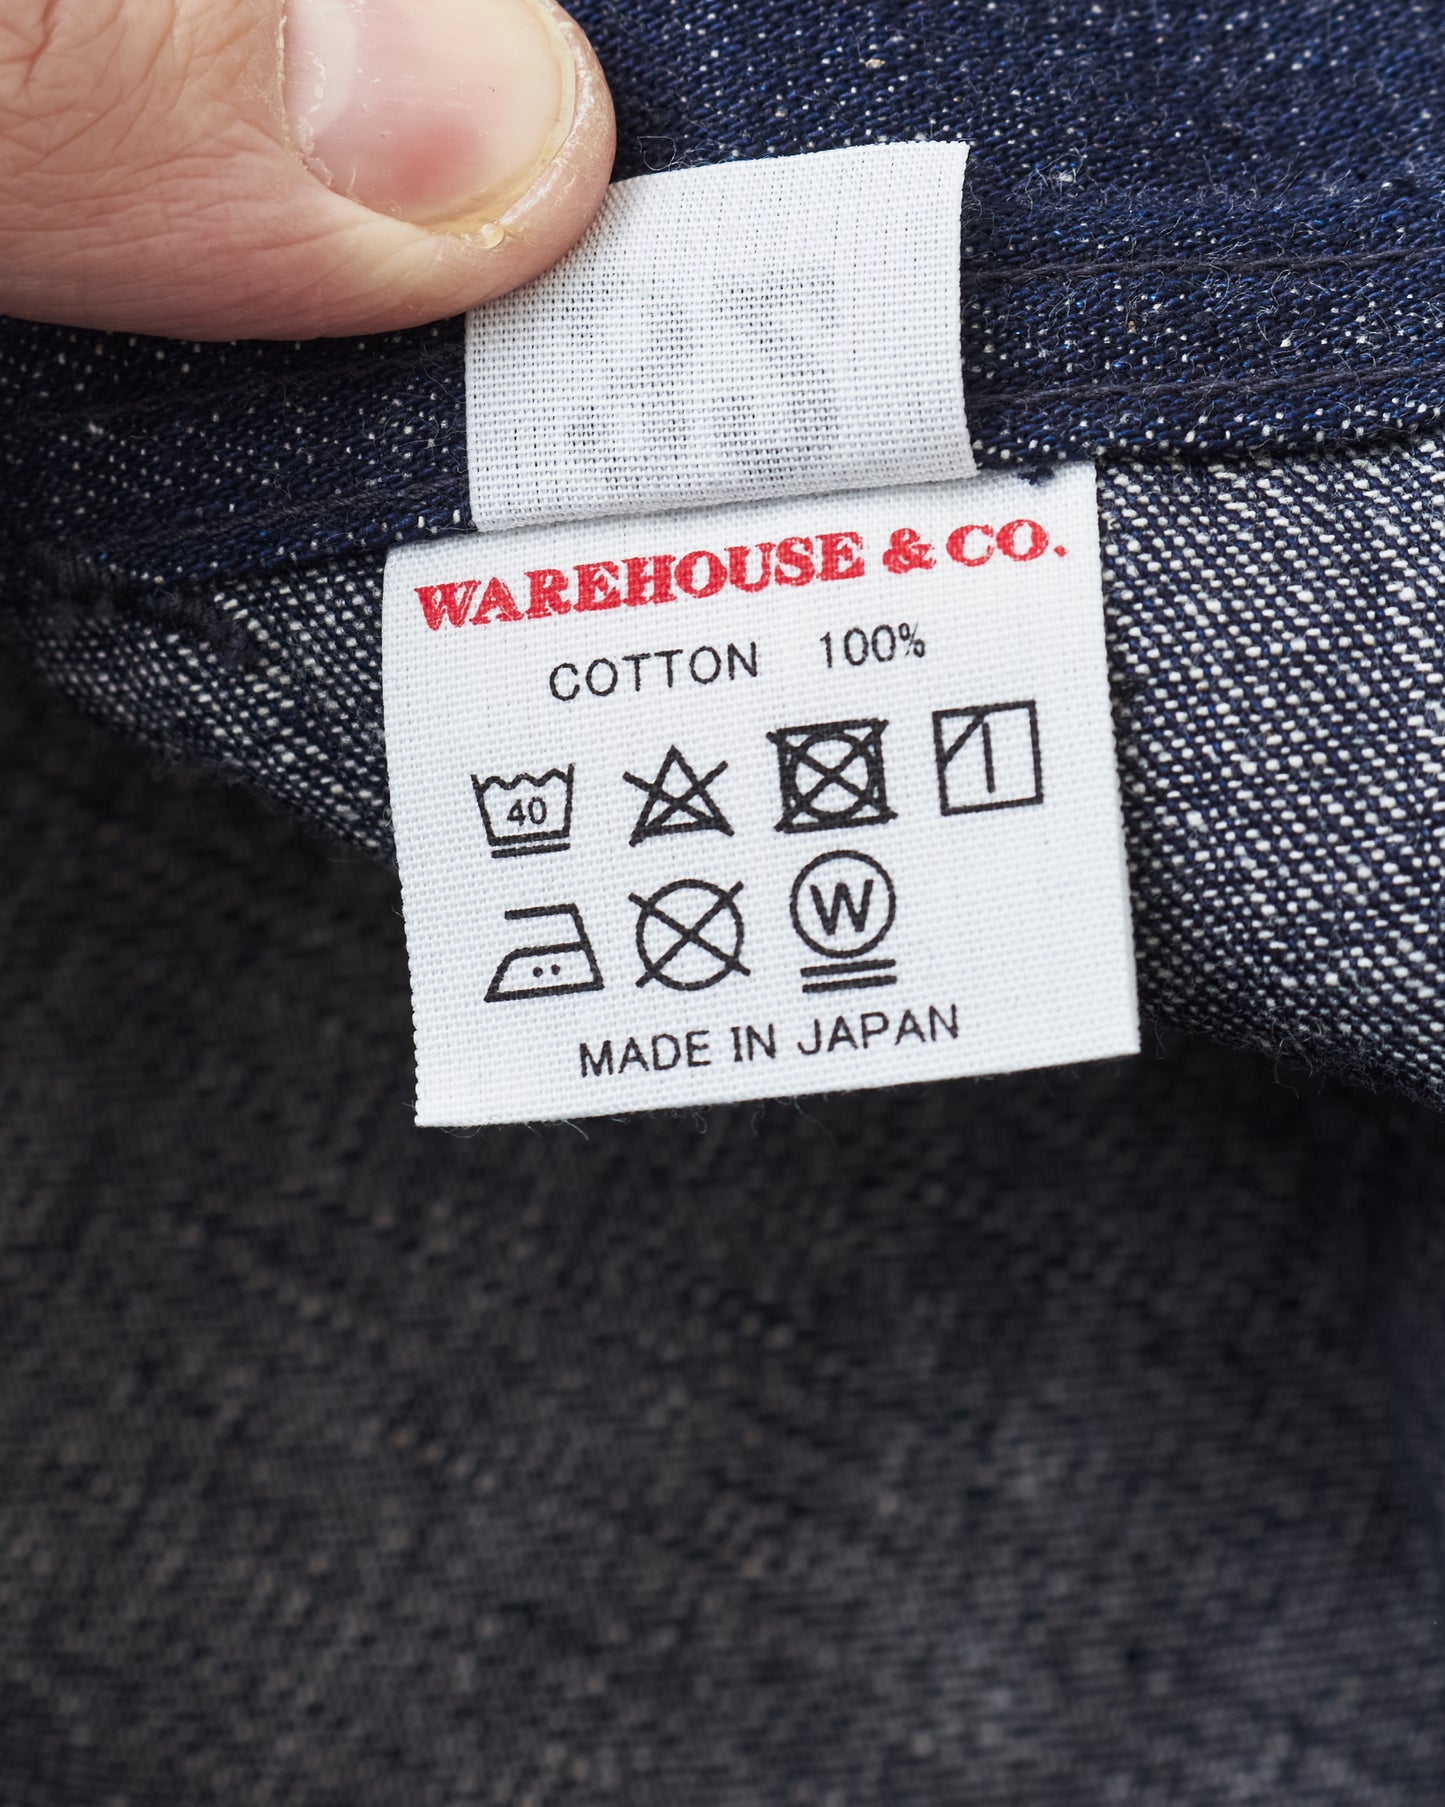 WAREHOUSE & CO.
COTTON 100%
40
W
MADE IN JAPAN